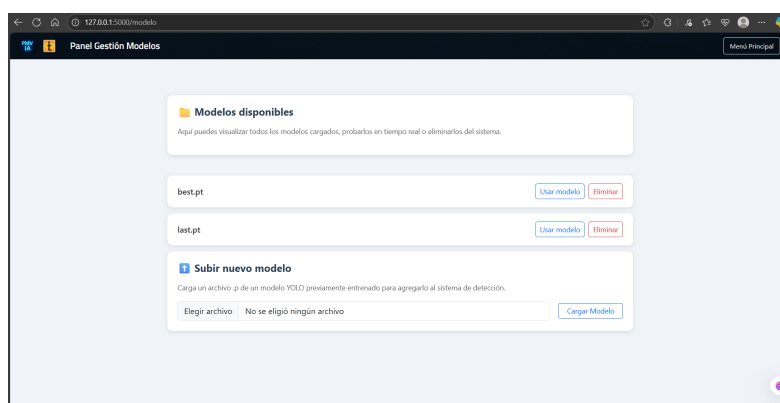 127.0.0.1:5000/modelo
PMV
IA
Panel Gestión Modelos
Menú Principal
Modelos disponibles
Aquí puedes visualizar todos los modelos cargados, probarlos en tiempo real o eliminarlos del sistema.
best.pt
Usar modelo Eliminar
last.pt
Usar modelo Eliminar
Subir nuevo modelo
Carga un archivo .p de un modelo YOLO previamente entrenado para agregarlo al sistema de detección.
Elegir archivo No se eligió ningún archivo
Cargar Modelo